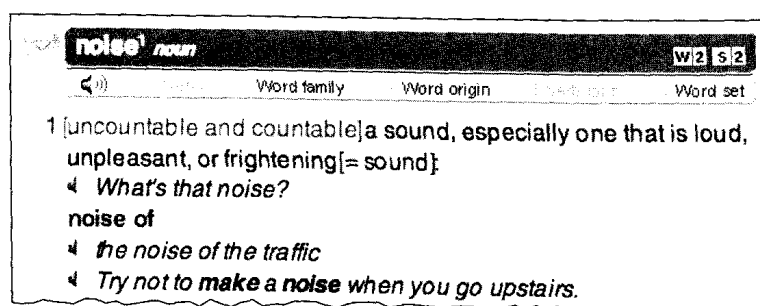 noise¹ noun W2 S2
Word family Word origin Word set
1 [uncountable and countable] a sound, especially one that is loud,
unpleasant, or frightening [= sound]:
What's that noise?
noise of
the noise of the traffic
Try not to make a noise when you go upstairs.